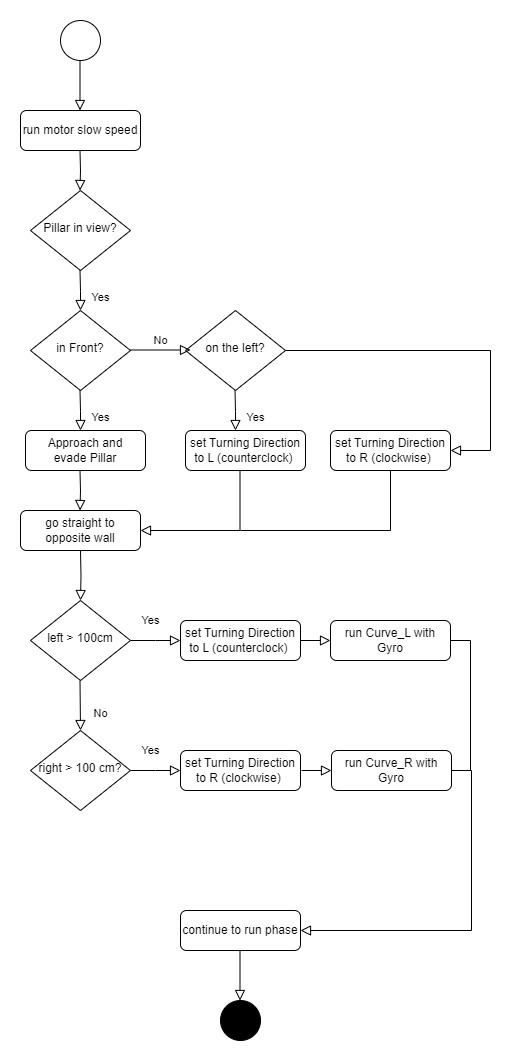 run motor slow speed
Pillar in view?
Yes
in Front?
No
on the left?
Yes
Yes
Approach and
evade Pillar
set Turning Direction
to L (counterclock)
set Turning Direction
to R (clockwise)
go straight to
opposite wall
left > 100cm
Yes
set Turning Direction
to L (counterclock)
run Curve_L with
Gyro
No
right > 100 cm?
Yes
set Turning Direction
to R (clockwise)
run Curve_R with
Gyro
continue to run phase